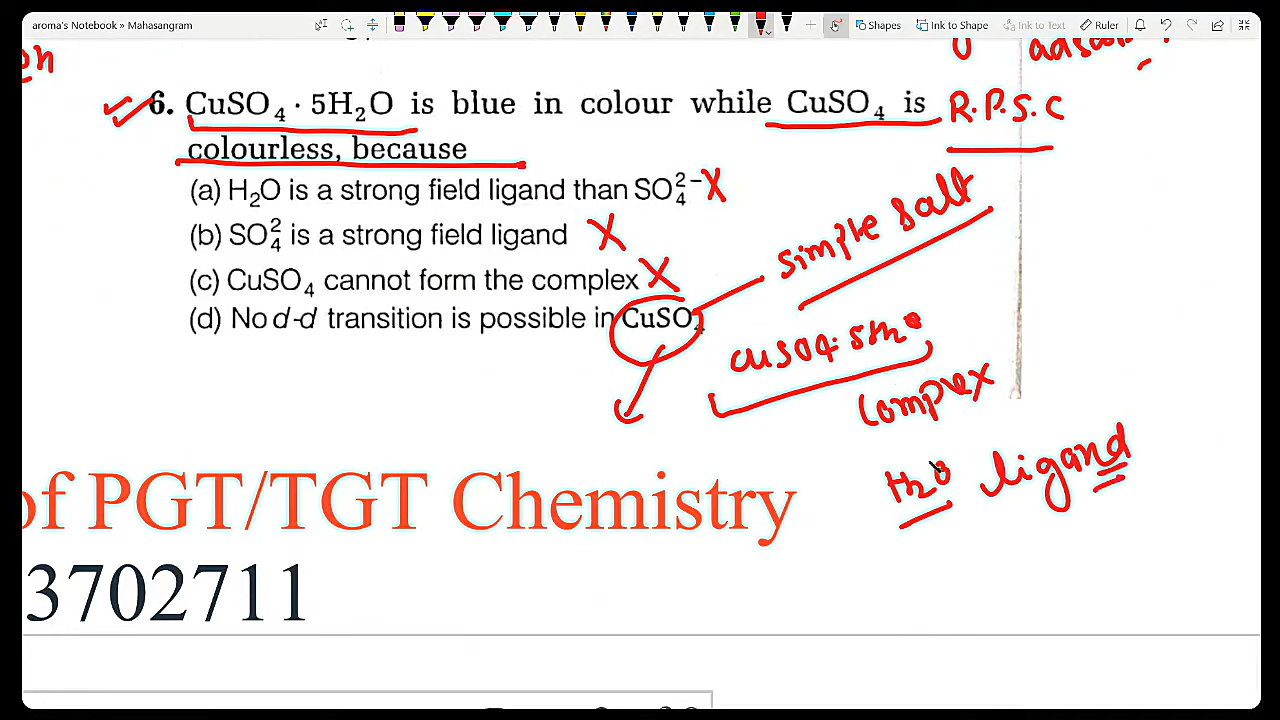 aroma's Notebook » Mahasangram
Shapes
Ink to Shape
Ink to Text
Ruler
6. CuSO₄ · 5H₂O is blue in colour while CuSO₄ is R.P.S.C
colourless, because
(a) H₂O is a strong field ligand than SO₄²⁻ X
(b) SO₄² is a strong field ligand X
(c) CuSO₄ cannot form the complex X
(d) No d-d transition is possible in CuSO₄
simple salt
CuSO4.5H2O
Complex
H2O ligand
of PGT/TGT Chemistry
3702711